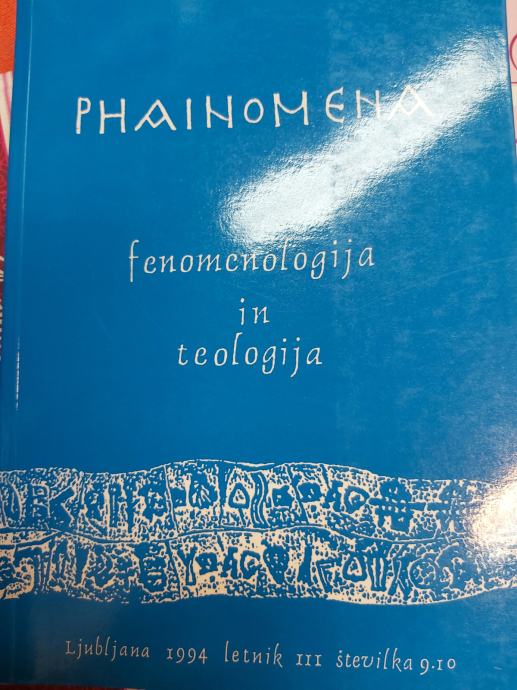 PHAINOMENA
fenomenologija
in
teologija
Ljubljana 1994 letnik III številka 9.10